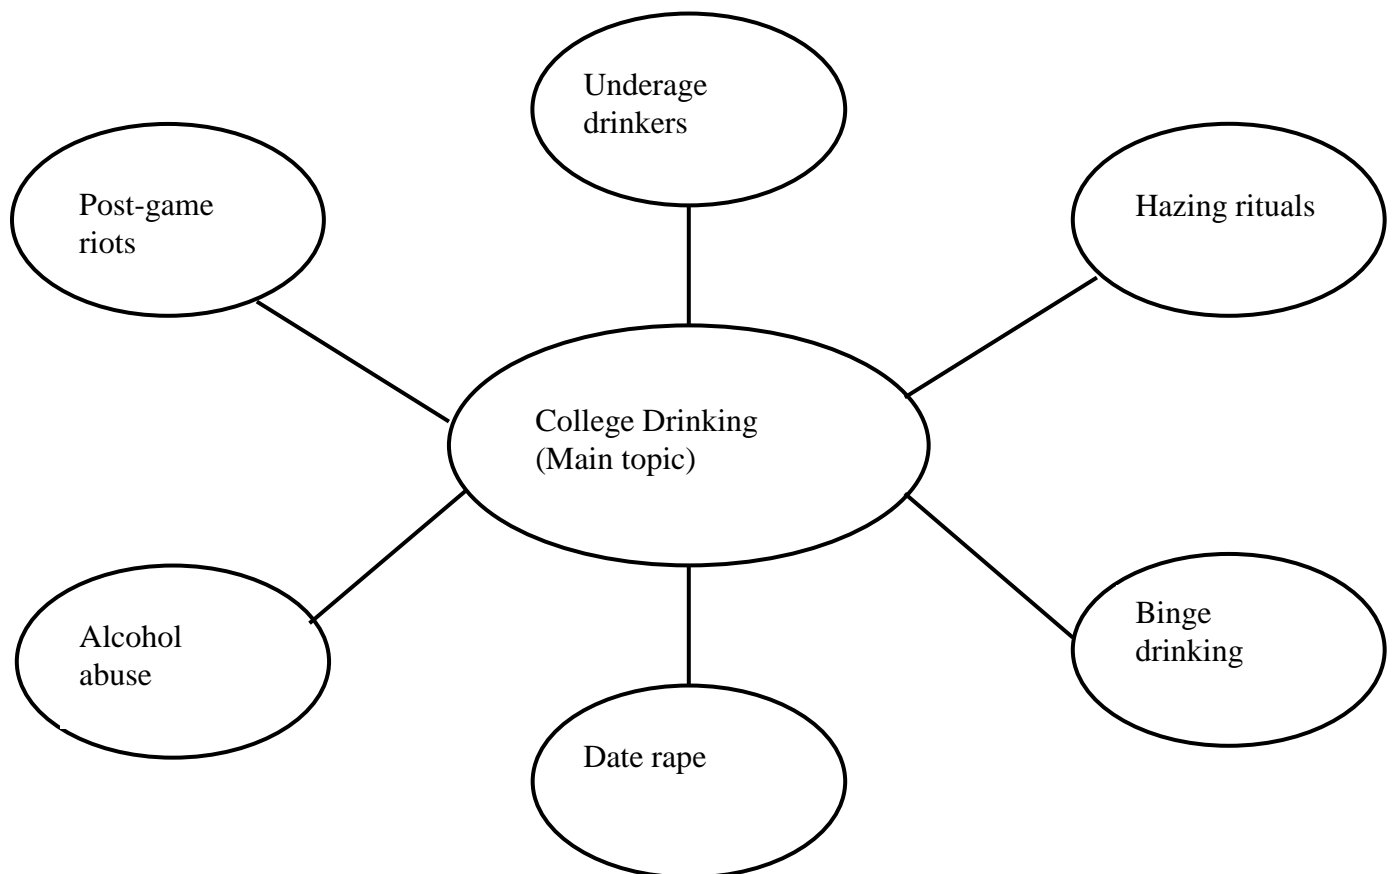 Underage
drinkers
Post-game
riots
Hazing rituals
College Drinking
(Main topic)
Alcohol
abuse
Binge
drinking
Date rape